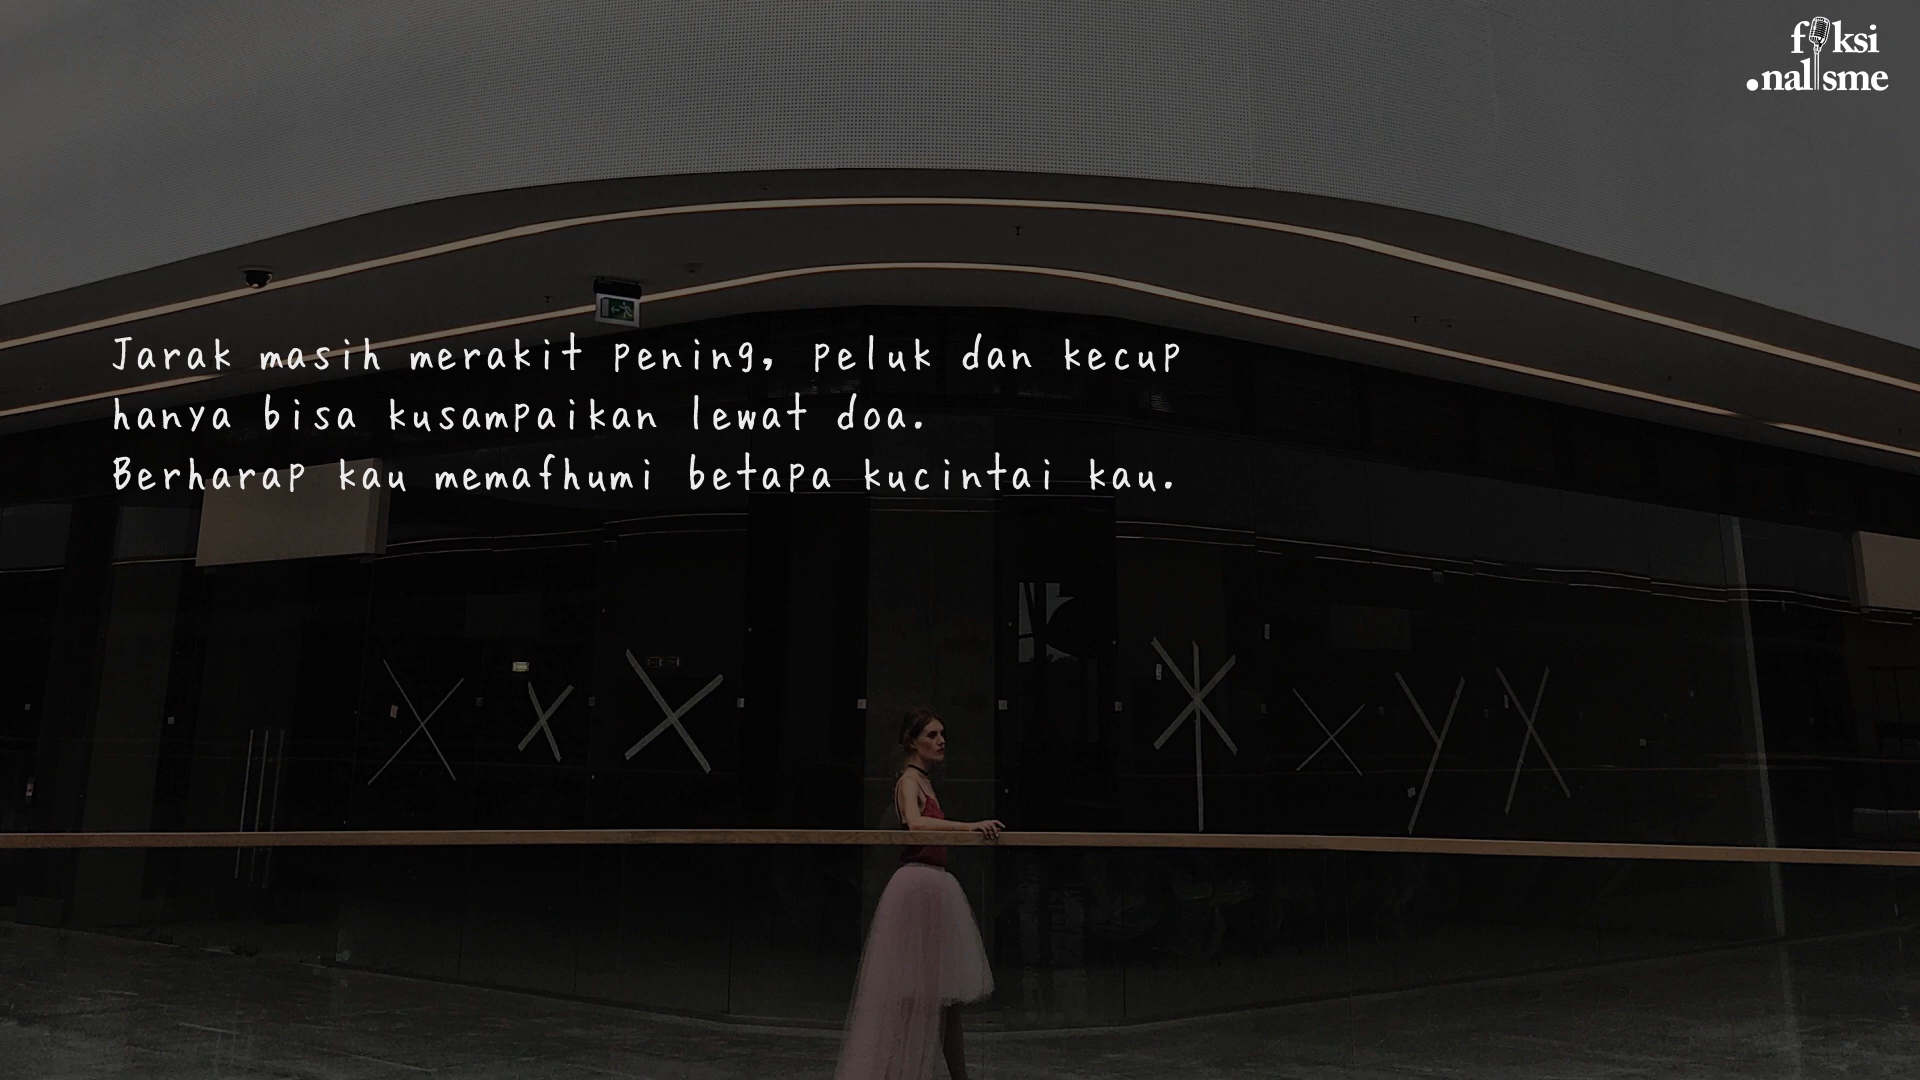 fiksi
.nalisme
Jarak masih merakit pening, peluk dan kecup
hanya bisa kusampaikan lewat doa.
Berharap kau memafhumi betapa kucintai kau.